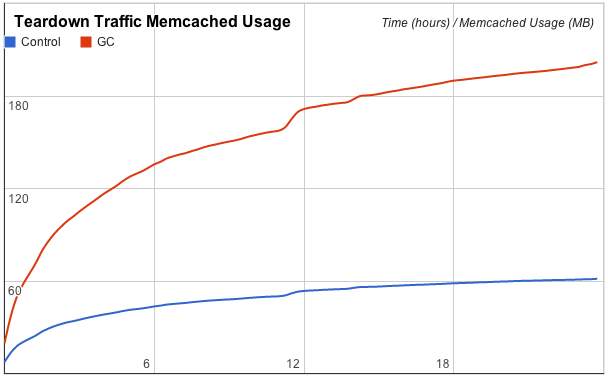 Teardown Traffic Memcached Usage
Time (hours) / Memcached Usage (MB)
Control GC
180
120
60
6 12 18